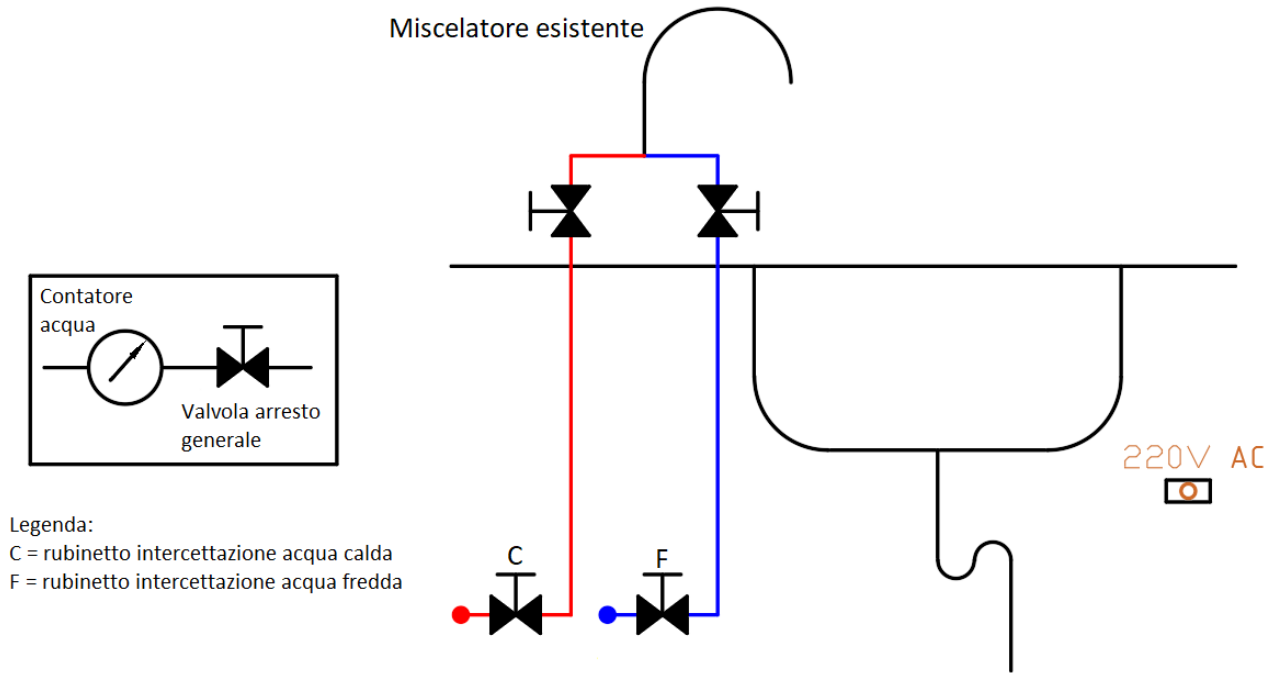 Miscelatore esistente
Contatore
acqua
Valvola arresto
generale
220V AC
Legenda:
C = rubinetto intercettazione acqua calda
F = rubinetto intercettazione acqua fredda
C
F